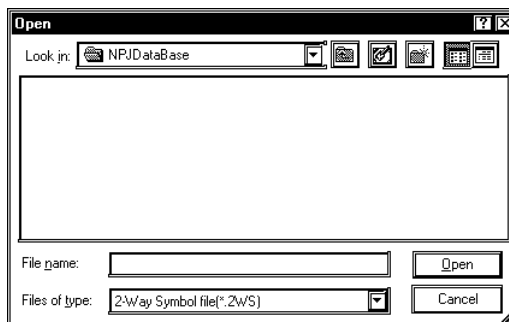 Open
Look in: NPJDataBase
File name: Open
Files of type: 2-Way Symbol file(*.2WS) Cancel